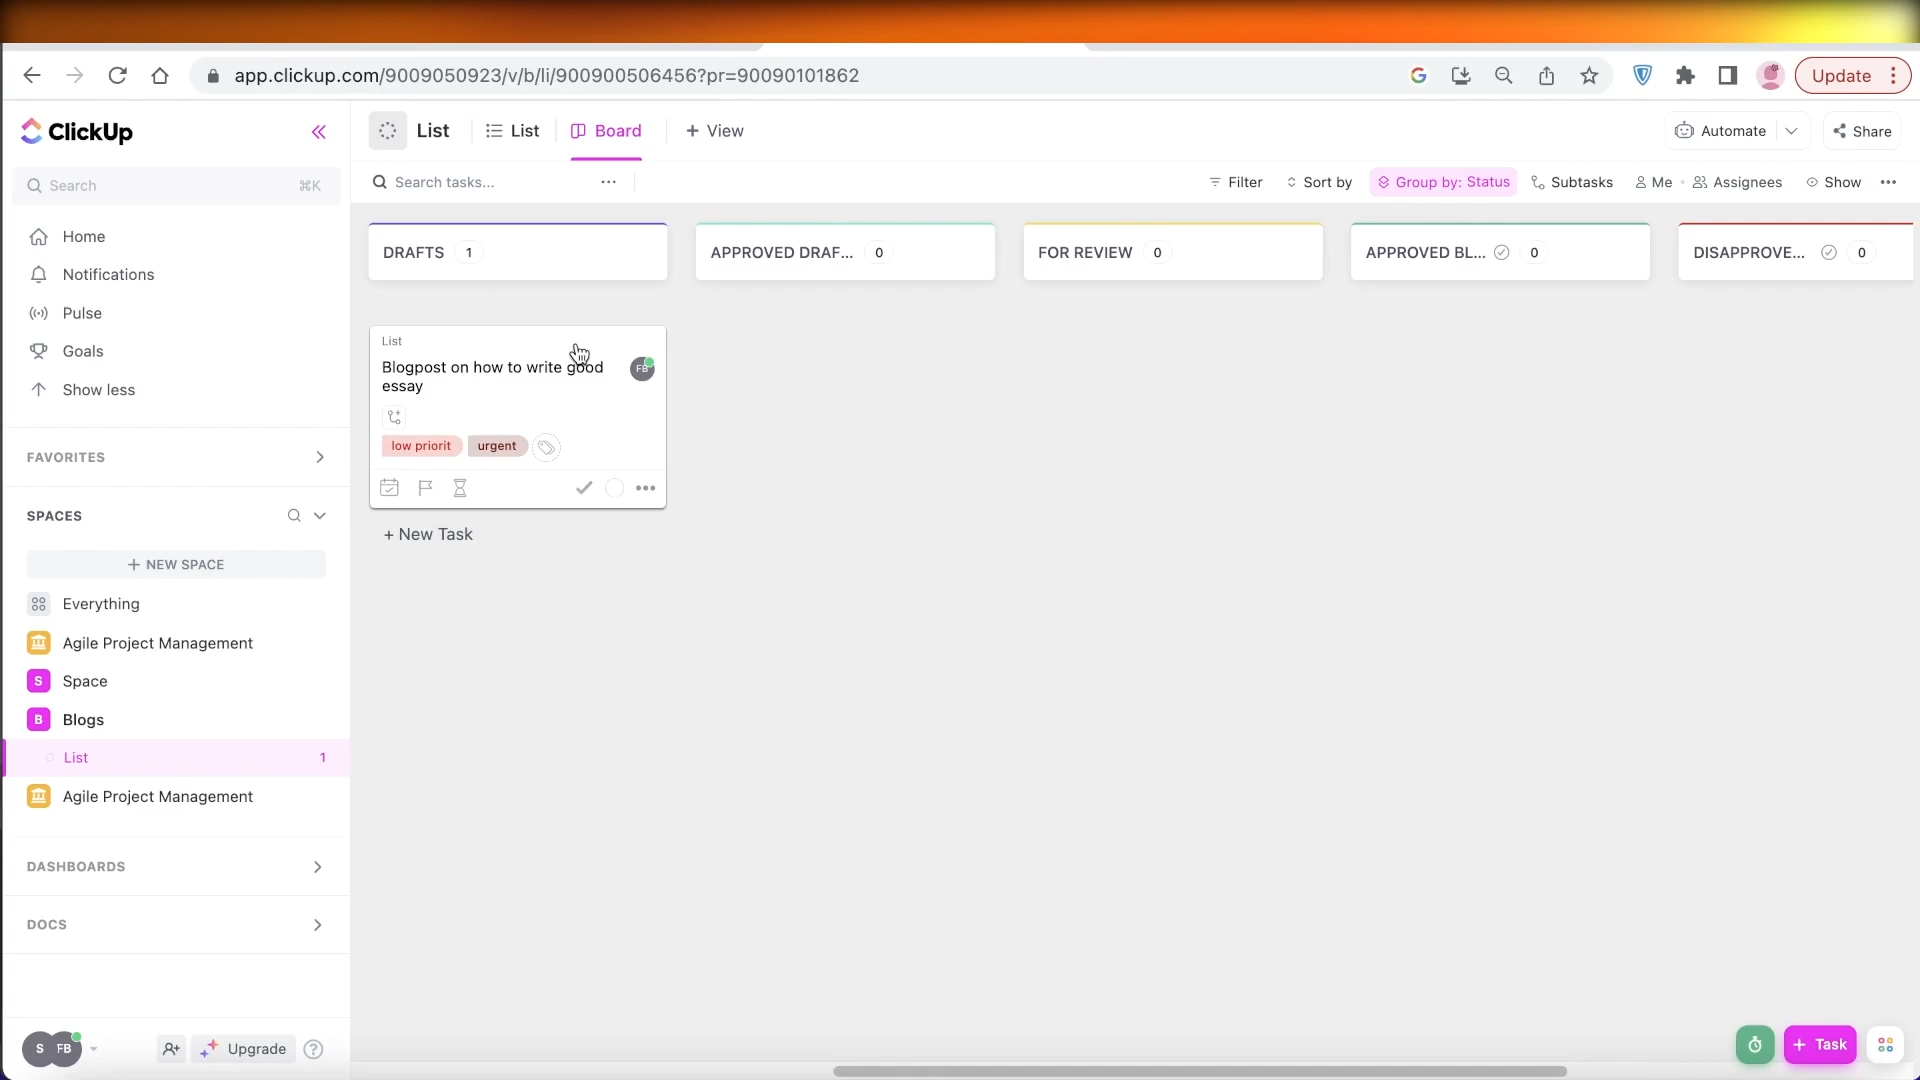 app.clickup.com/9009050923/v/b/li/900900506456?pr=90090101862
Update
ClickUp
Search ⌘K
Home
Notifications
Pulse
Goals
Show less
FAVORITES
SPACES
+ NEW SPACE
Everything
Agile Project Management
S Space
B Blogs
List 1
Agile Project Management
DASHBOARDS
DOCS
S FB
Upgrade
List List Board + View
Automate Share
Search tasks...
Filter Sort by Group by: Status Subtasks Me Assignees Show
DRAFTS 1
APPROVED DRAF... 0
FOR REVIEW 0
APPROVED BL... 0
DISAPPROVE... 0
List
Blogpost on how to write good
essay
FB
low priorit urgent
+ New Task
+ Task